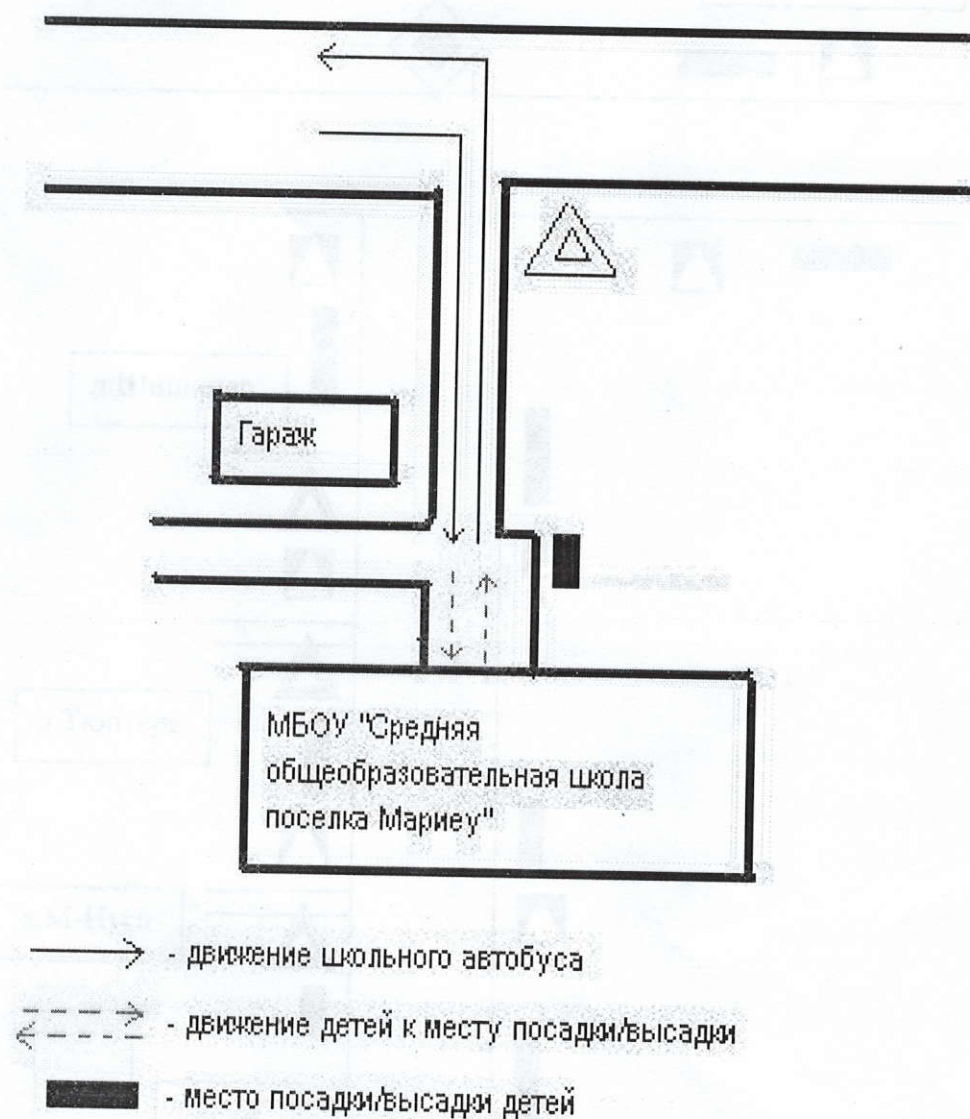 Гараж
МБОУ "Средняя
общеобразовательная школа
поселка Мариеу"
- движение школьного автобуса
- движение детей к месту посадки/высадки
- место посадки/высадки детей